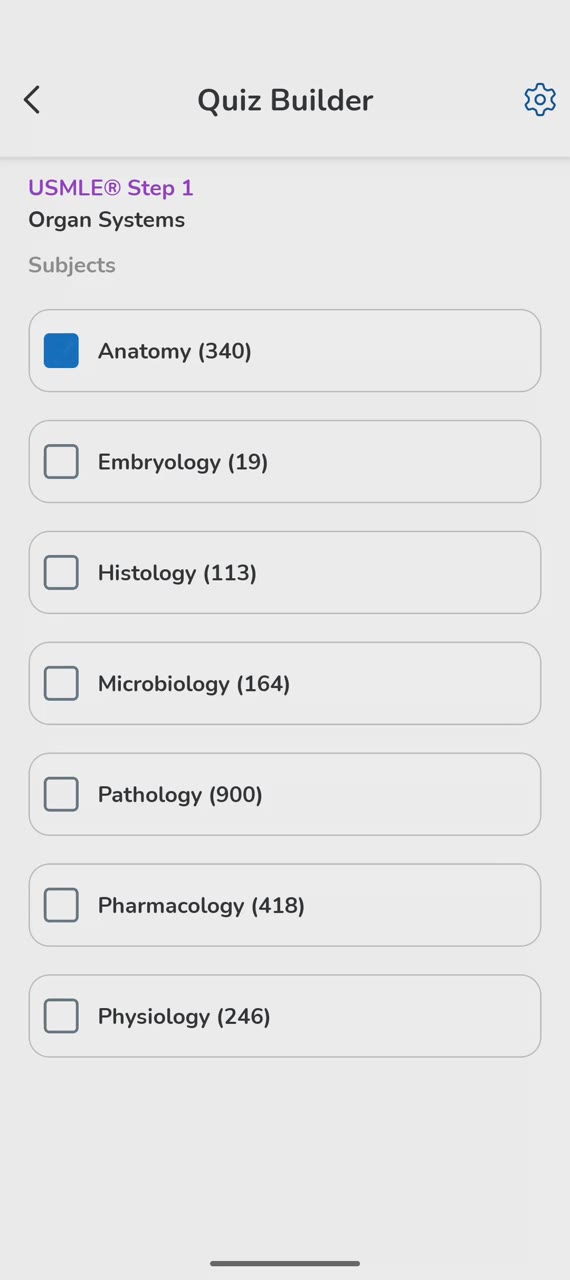 Quiz Builder
USMLE® Step 1
Organ Systems
Subjects
Anatomy (340)
Embryology (19)
Histology (113)
Microbiology (164)
Pathology (900)
Pharmacology (418)
Physiology (246)